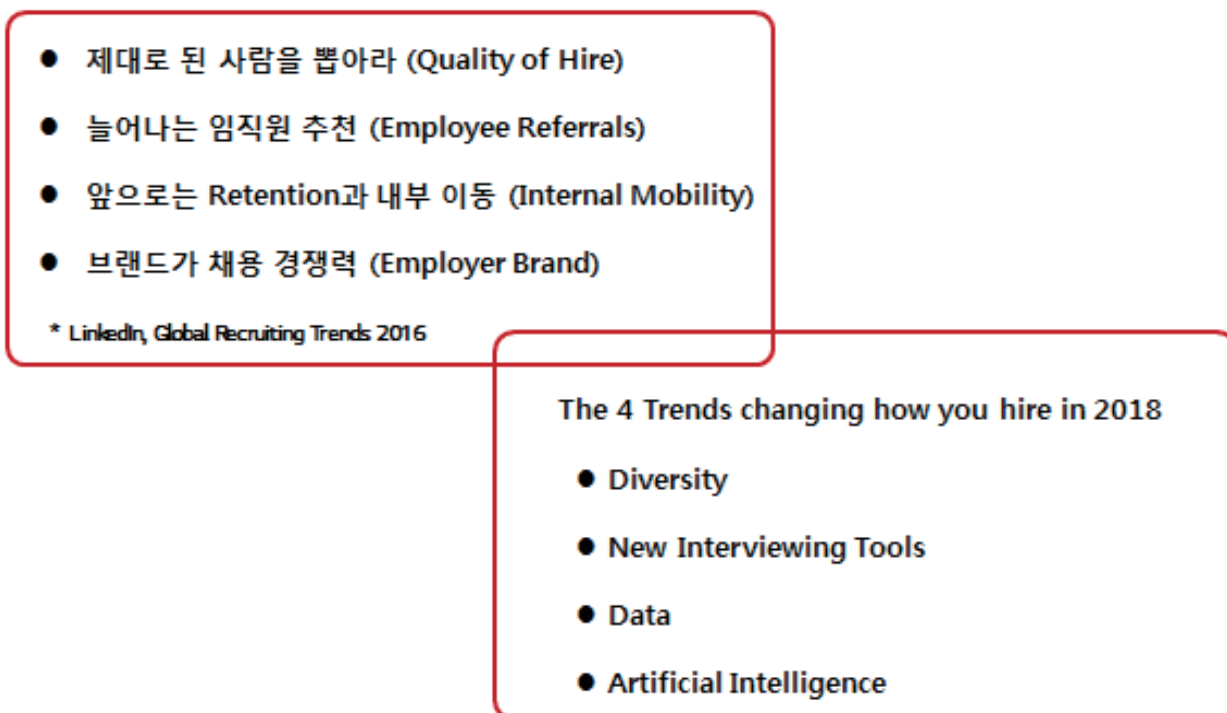 ● 제대로 된 사람을 뽑아라 (Quality of Hire)
● 늘어나는 임직원 추천 (Employee Referrals)
● 앞으로는 Retention과 내부 이동 (Internal Mobility)
● 브랜드가 채용 경쟁력 (Employer Brand)
* LinkedIn, Global Recruiting Trends 2016
The 4 Trends changing how you hire in 2018
● Diversity
● New Interviewing Tools
● Data
● Artificial Intelligence